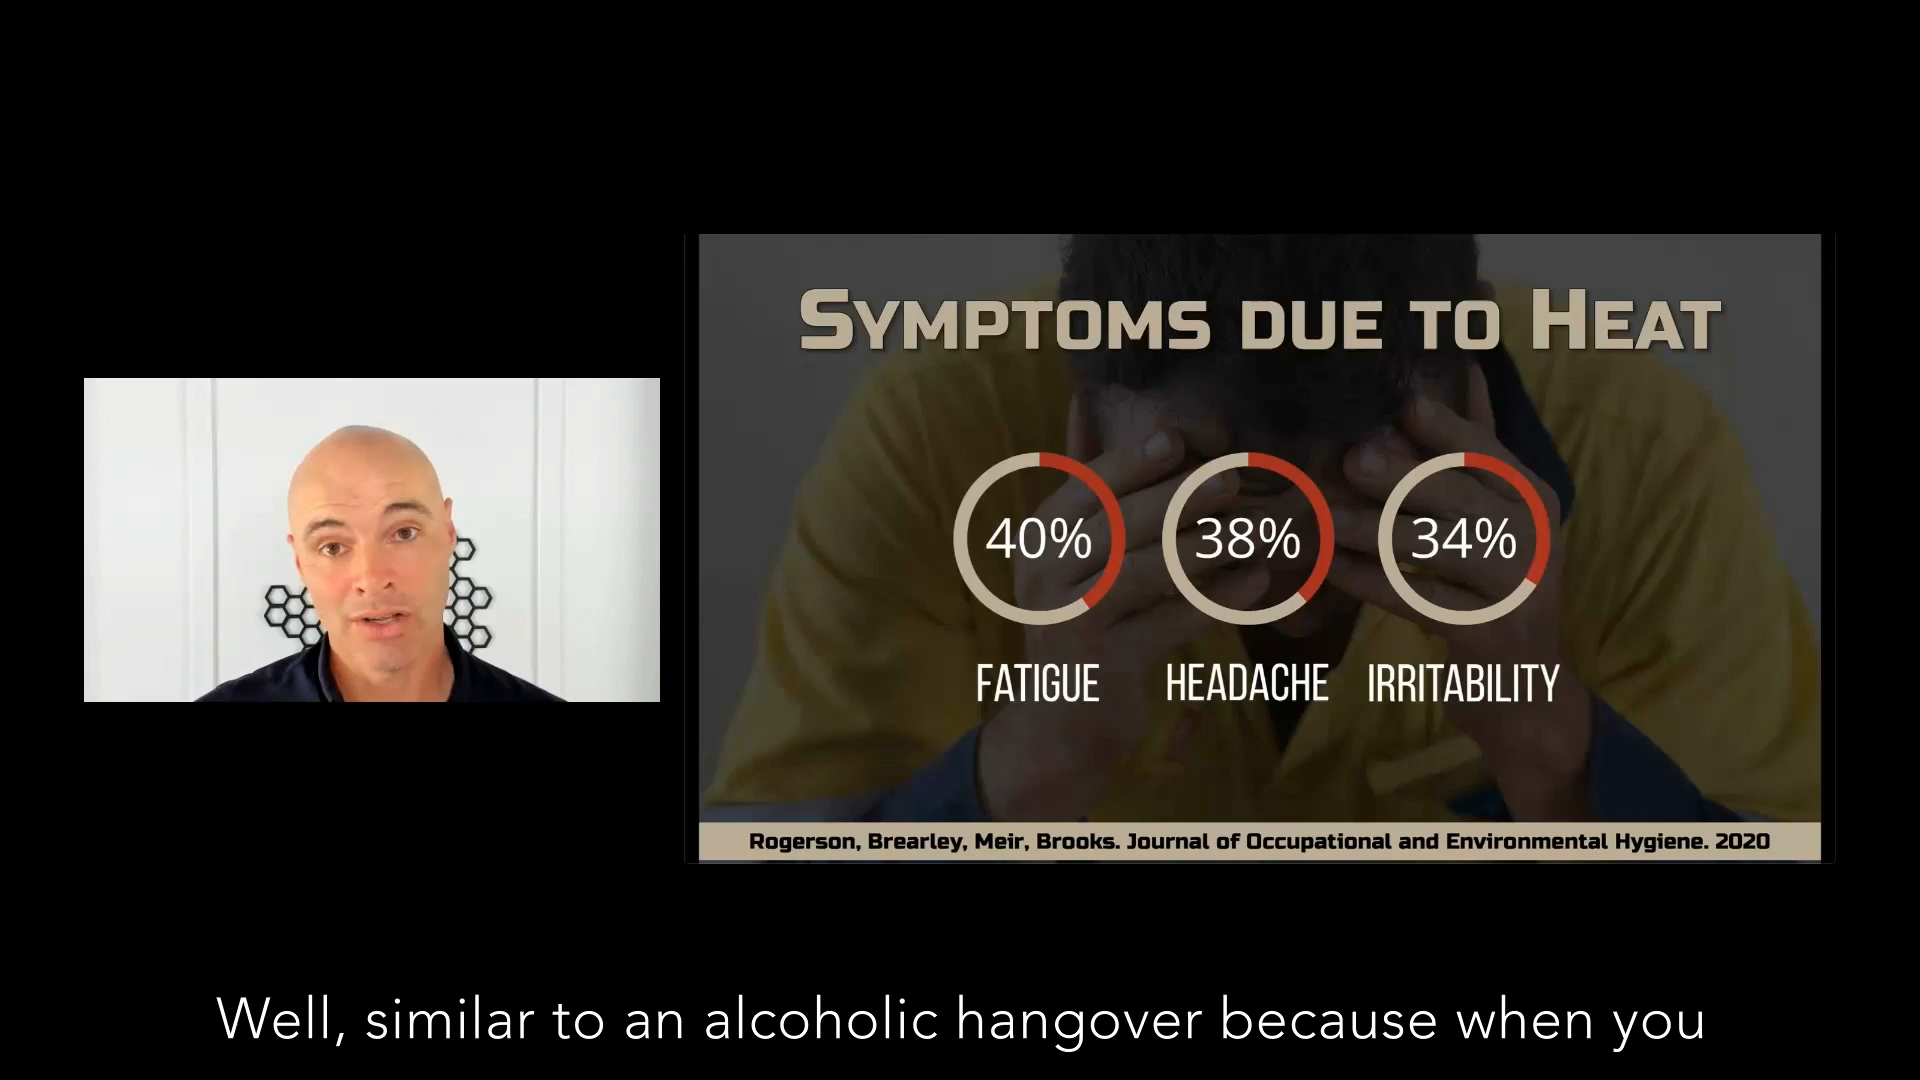 SYMPTOMS DUE TO HEAT
40% 38% 34%
FATIGUE HEADACHE IRRITABILITY
Rogerson, Brearley, Meir, Brooks. Journal of Occupational and Environmental Hygiene. 2020
Well, similar to an alcoholic hangover because when you